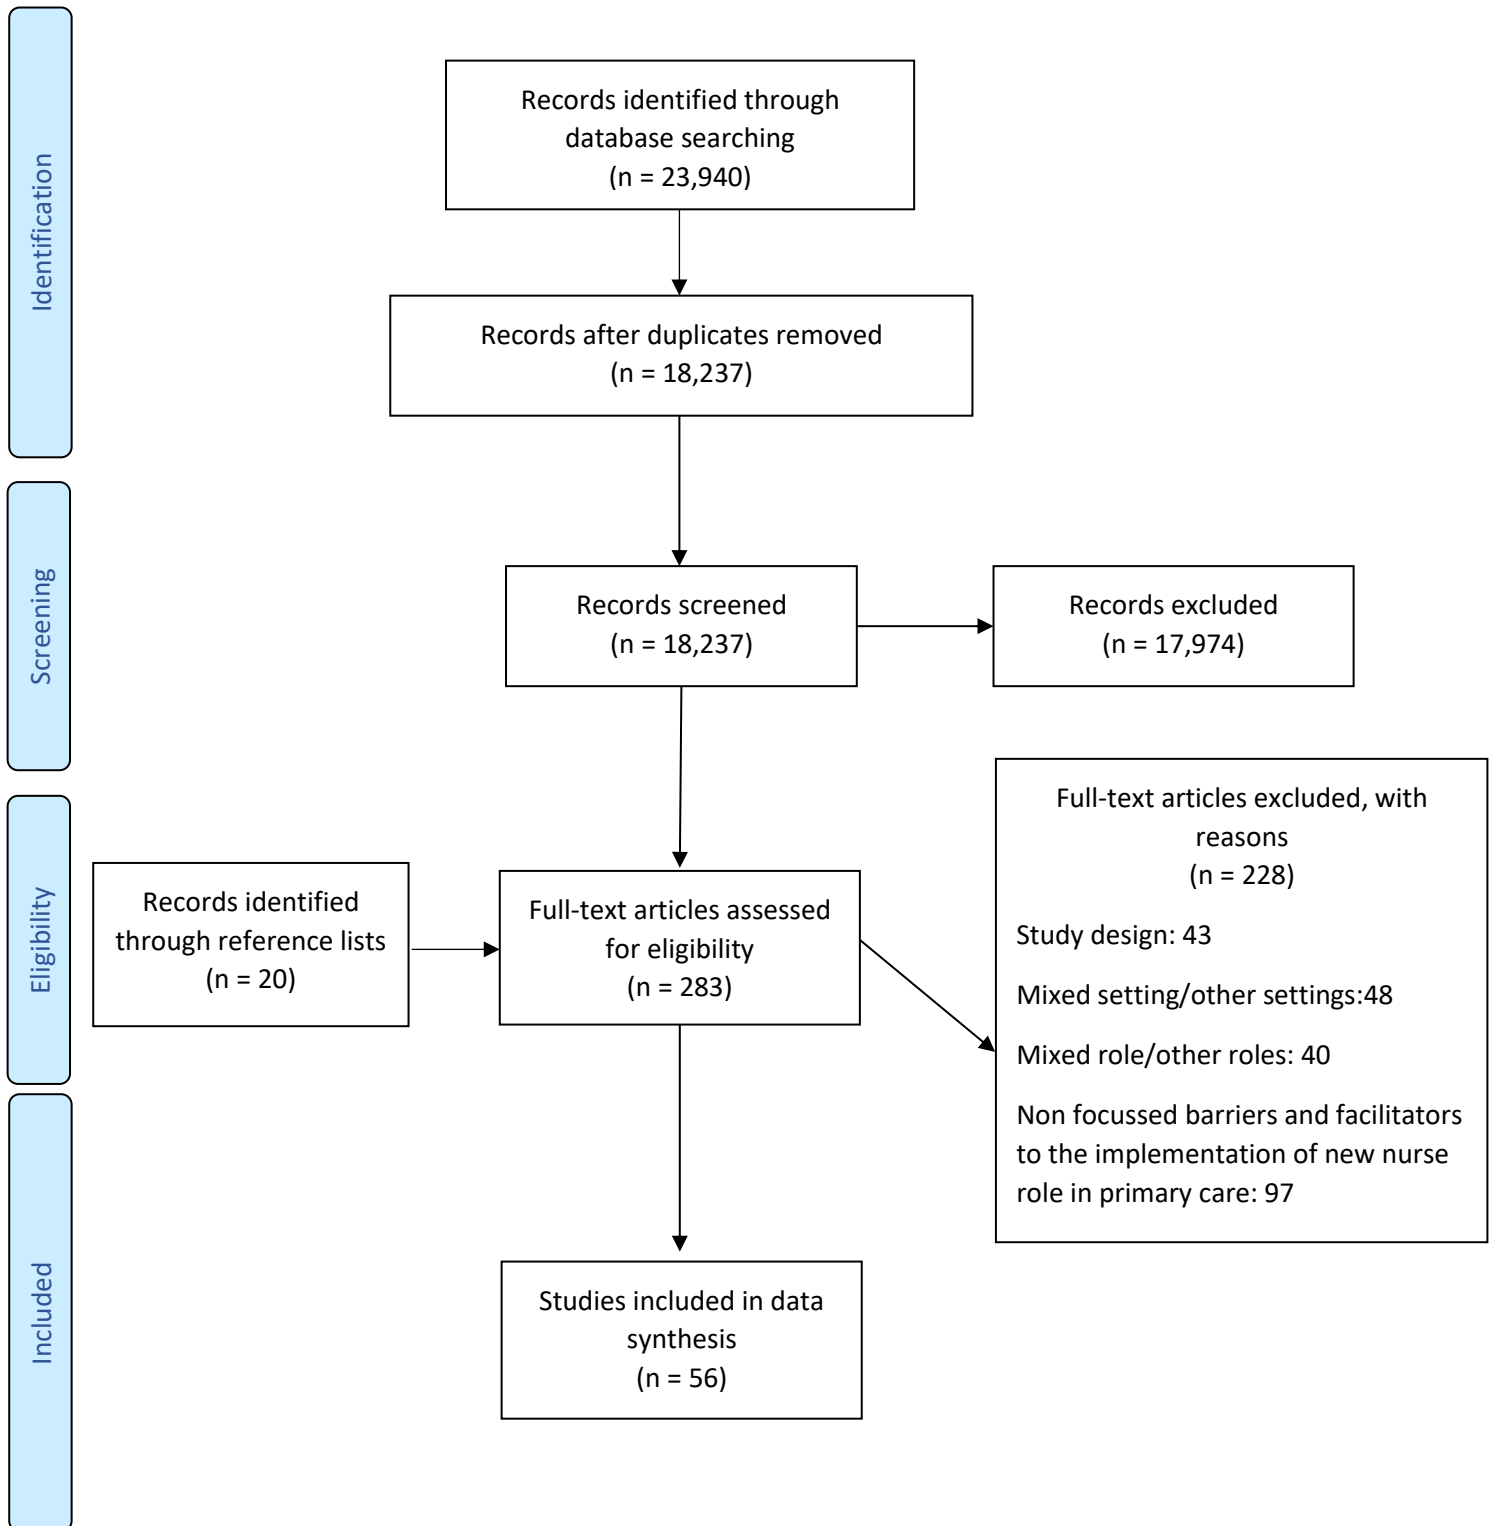 Identification
Records identified through
database searching
(n = 23,940)
Records after duplicates removed
(n = 18,237)
Screening
Records screened
(n = 18,237)
Records excluded
(n = 17,974)
Eligibility
Records identified
through reference lists
(n = 20)
Full-text articles assessed
for eligibility
(n = 283)
Full-text articles excluded, with
reasons
(n = 228)
Study design: 43
Mixed setting/other settings:48
Mixed role/other roles: 40
Non focussed barriers and facilitators
to the implementation of new nurse
role in primary care: 97
Included
Studies included in data
synthesis
(n = 56)